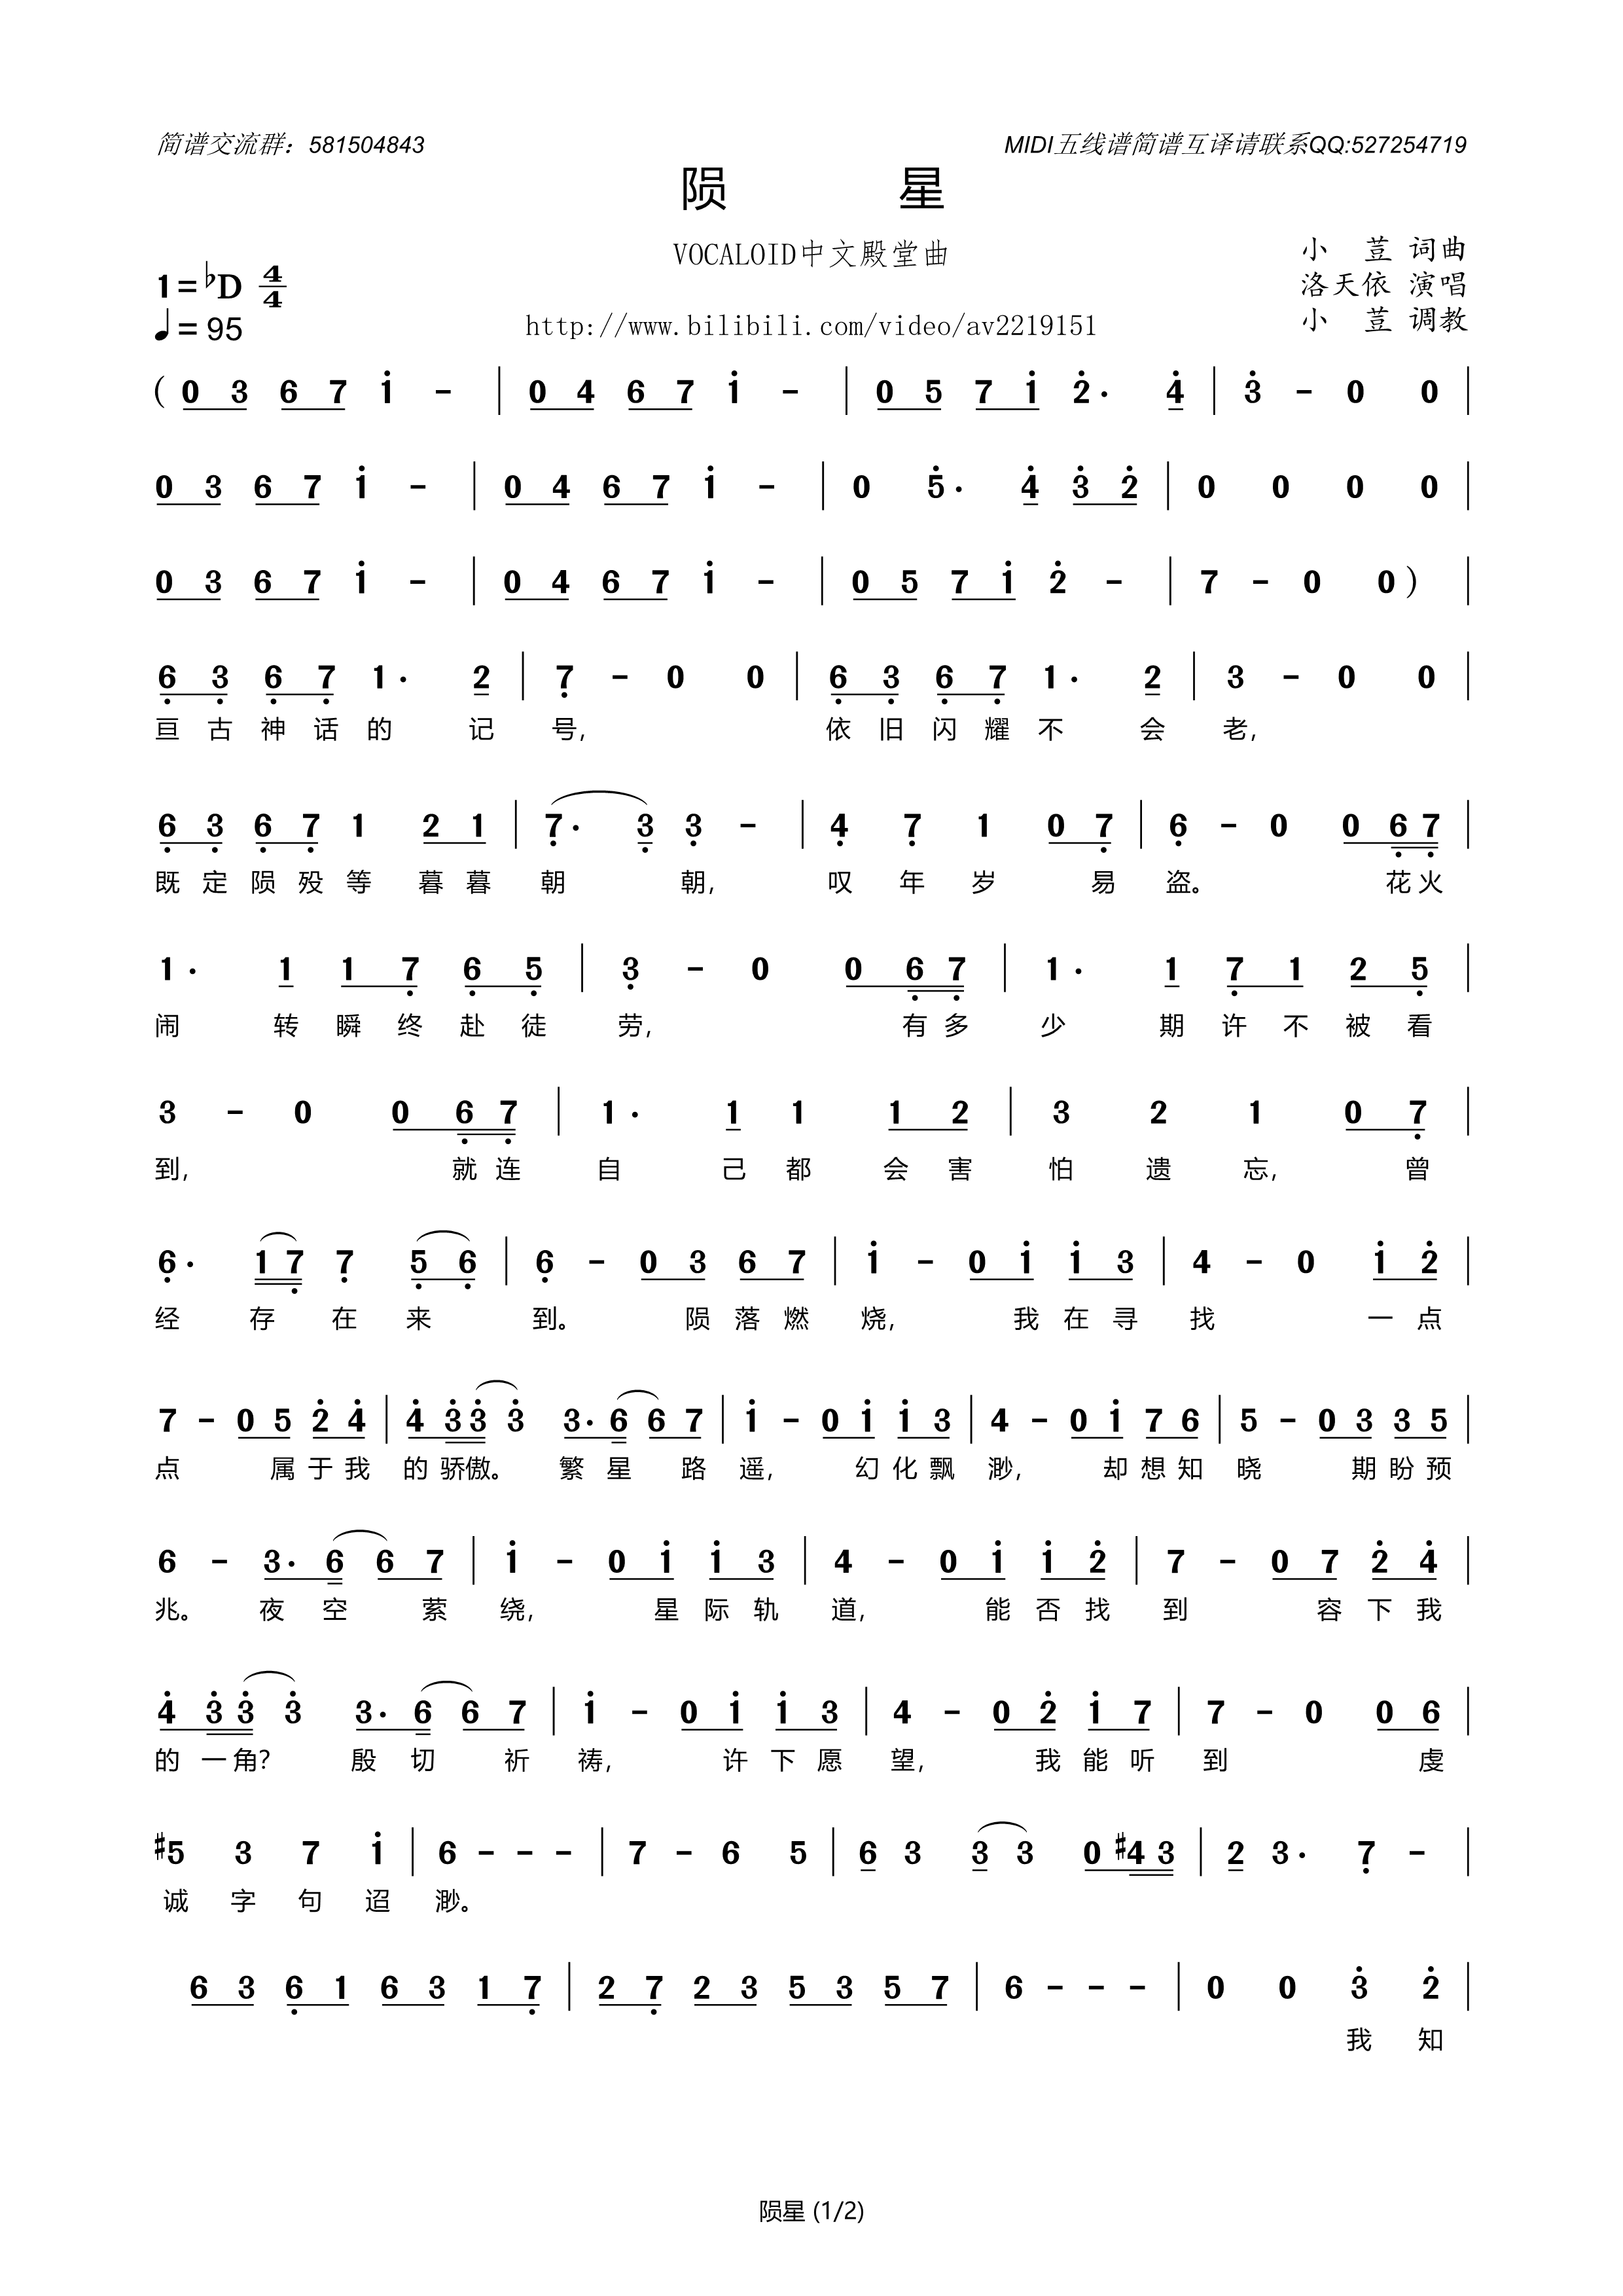 简谱交流群：581504843
MIDI五线谱简谱互译请联系QQ:527254719
陨 星
VOCALOID中文殿堂曲
小 荁 词曲
1=♭D 4/4
洛天依 演唱
♩=95
http://www.bilibili.com/video/av2219151
小 荁 调教
( 0 3 6 7 1̇ - | 0 4 6 7 1̇ - | 0 5 7 1̇ 2̇· 4̇ | 3̇ - 0 0 |
0 3 6 7 1̇ - | 0 4 6 7 1̇ - | 0 5̇· 4̇ 3̇ 2̇ | 0 0 0 0 |
0 3 6 7 1̇ - | 0 4 6 7 1̇ - | 0 5 7 1̇ 2̇ - | 7 - 0 0 ) |
6̣ 3̣ 6̣ 7̣ 1· 2 | 7̣ - 0 0 | 6̣ 3̣ 6̣ 7̣ 1· 2 | 3 - 0 0 |
亘 古 神 话 的 记 号, 依 旧 闪 耀 不 会 老,
6̣ 3̣ 6̣ 7̣ 1 2 1 | 7̣· 3̣ 3̣ - | 4̣ 7̣ 1 0 7̣ | 6̣ - 0 0 6̣ 7̣ |
既 定 陨 殁 等 暮 暮 朝 朝, 叹 年 岁 易 盗。 花 火
1· 1 1 7̣ 6̣ 5̣ | 3̣ - 0 0 6̣ 7̣ | 1· 1 7̣ 1 2 5̣ |
闹 转 瞬 终 赴 徒 劳, 有 多 少 期 许 不 被 看
3 - 0 0 6̣ 7̣ | 1· 1 1 1 2 | 3 2 1 0 7̣ |
到, 就 连 自 己 都 会 害 怕 遗 忘, 曾
6̣· 1 7̣ 7̣ 5̣ 6̣ | 6̣ - 0 3 6 7 | 1̇ - 0 1̇ 1̇ 3 | 4 - 0 1̇ 2̇ |
经 存 在 来 到。 陨 落 燃 烧, 我 在 寻 找 一 点
7 - 0 5 2̇ 4̇ | 4̇ 3̇ 3̇ 3̇ 3· 6 6 7 | 1̇ - 0 1̇ 1̇ 3 | 4 - 0 1̇ 7 6 | 5 - 0 3 3 5 |
点 属 于 我 的 骄 傲。 繁 星 路 遥, 幻 化 飘 渺, 却 想 知 晓 期 盼 预
6 - 3· 6 6 7 | 1̇ - 0 1̇ 1̇ 3 | 4 - 0 1̇ 1̇ 2̇ | 7 - 0 7 2̇ 4̇ |
兆。 夜 空 萦 绕, 星 际 轨 道, 能 否 找 到 容 下 我
4̇ 3̇ 3̇ 3̇ 3· 6 6 7 | 1̇ - 0 1̇ 1̇ 3 | 4 - 0 2̇ 1̇ 7 | 7 - 0 0 6 |
的 一 角? 殷 切 祈 祷, 许 下 愿 望, 我 能 听 到 虔
♯5 3 7 1̇ | 6 - - - | 7 - 6 5 | 6 3 3 3 0 ♯4 3 | 2 3· 7̣ - |
诚 字 句 迢 渺。
6 3 6̣ 1 6 3 1 7̣ | 2 7̣ 2 3 5 3 5 7 | 6 - - - | 0 0 3̇ 2̇ |
我 知
陨星 (1/2)